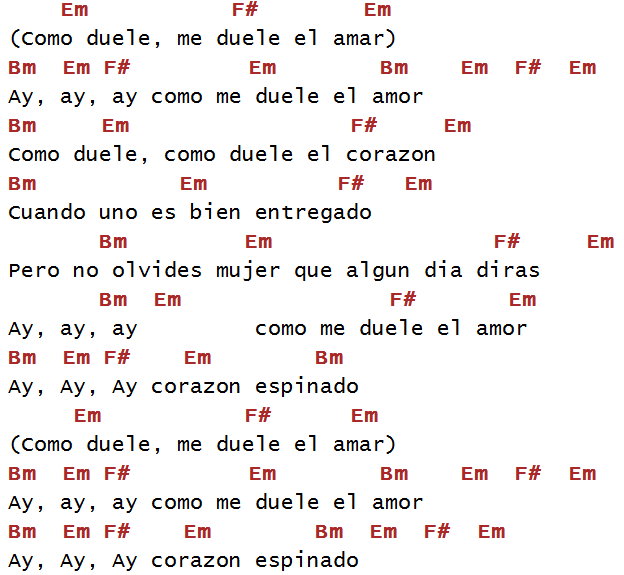 Em F# Em
(Como duele, me duele el amar)
Bm Em F# Em Bm Em F# Em
Ay, ay, ay como me duele el amor
Bm Em F# Em
Como duele, como duele el corazon
Bm Em F# Em
Cuando uno es bien entregado
Bm Em F# Em
Pero no olvides mujer que algun dia diras
Bm Em F# Em
Ay, ay, ay como me duele el amor
Bm Em F# Em Bm
Ay, Ay, Ay corazon espinado
Em F# Em
(Como duele, me duele el amar)
Bm Em F# Em Bm Em F# Em
Ay, ay, ay como me duele el amor
Bm Em F# Em Bm Em F# Em
Ay, Ay, Ay corazon espinado